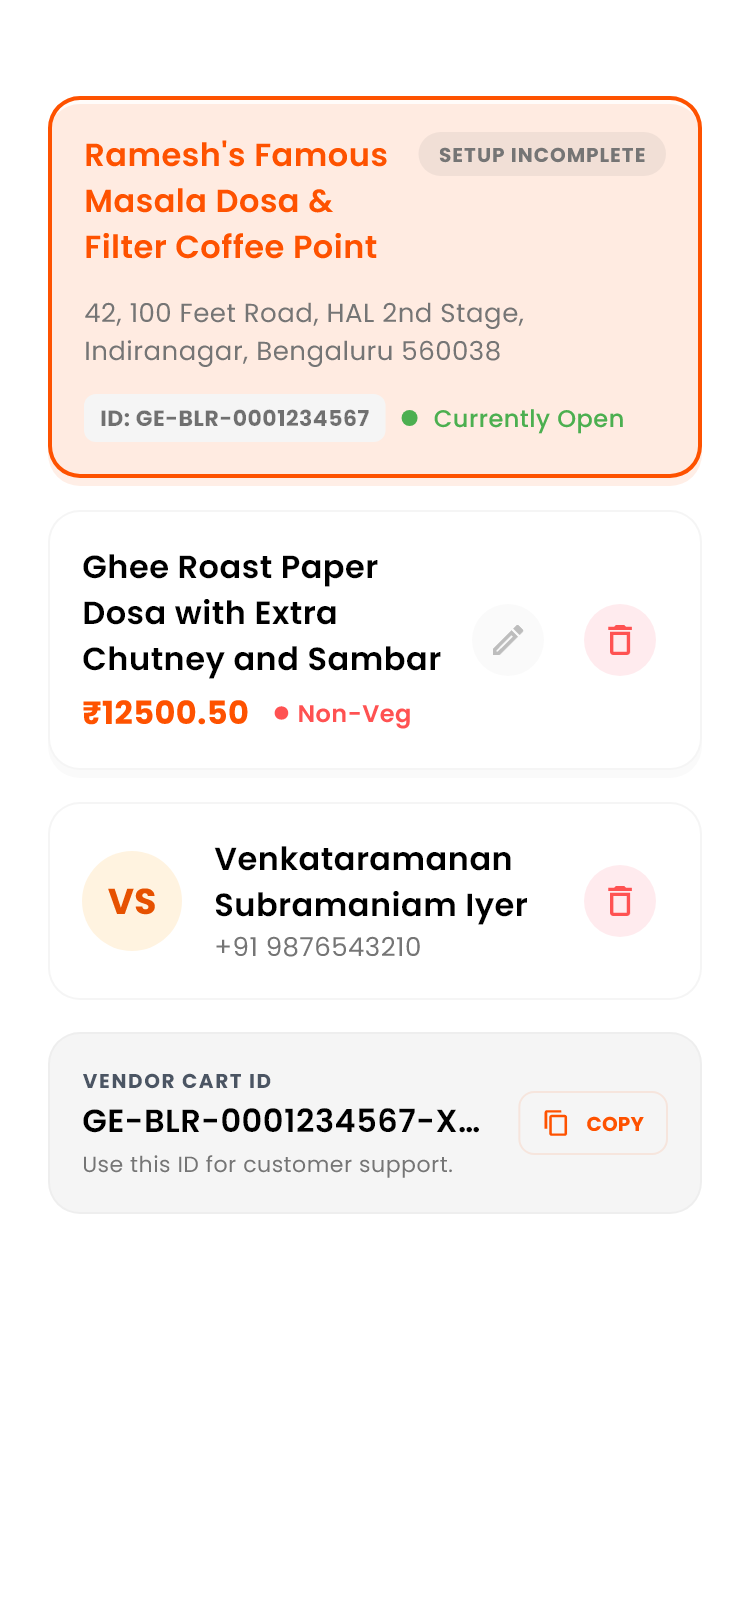 Ramesh's Famous
Masala Dosa &
Filter Coffee Point
SETUP INCOMPLETE
42, 100 Feet Road, HAL 2nd Stage,
Indiranagar, Bengaluru 560038
ID: GE-BLR-0001234567
Currently Open
Ghee Roast Paper
Dosa with Extra
Chutney and Sambar
₹12500.50
Non-Veg
VS
Venkataramanan
Subramaniam Iyer
+91 9876543210
VENDOR CART ID
GE-BLR-0001234567-X...
Use this ID for customer support.
COPY